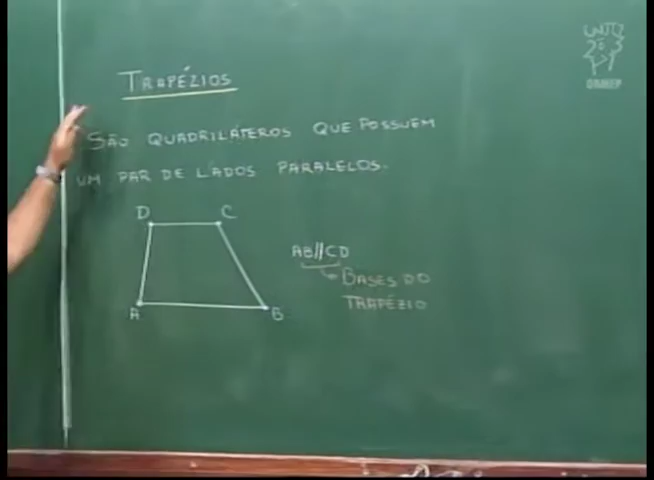 TRAPÉZIOS
SÃO QUADRILÁTEROS QUE POSSUEM
UM PAR DE LADOS PARALELOS.
D C
AB//CD
BASES DO
TRAPÉZIO
A B
OBMEP